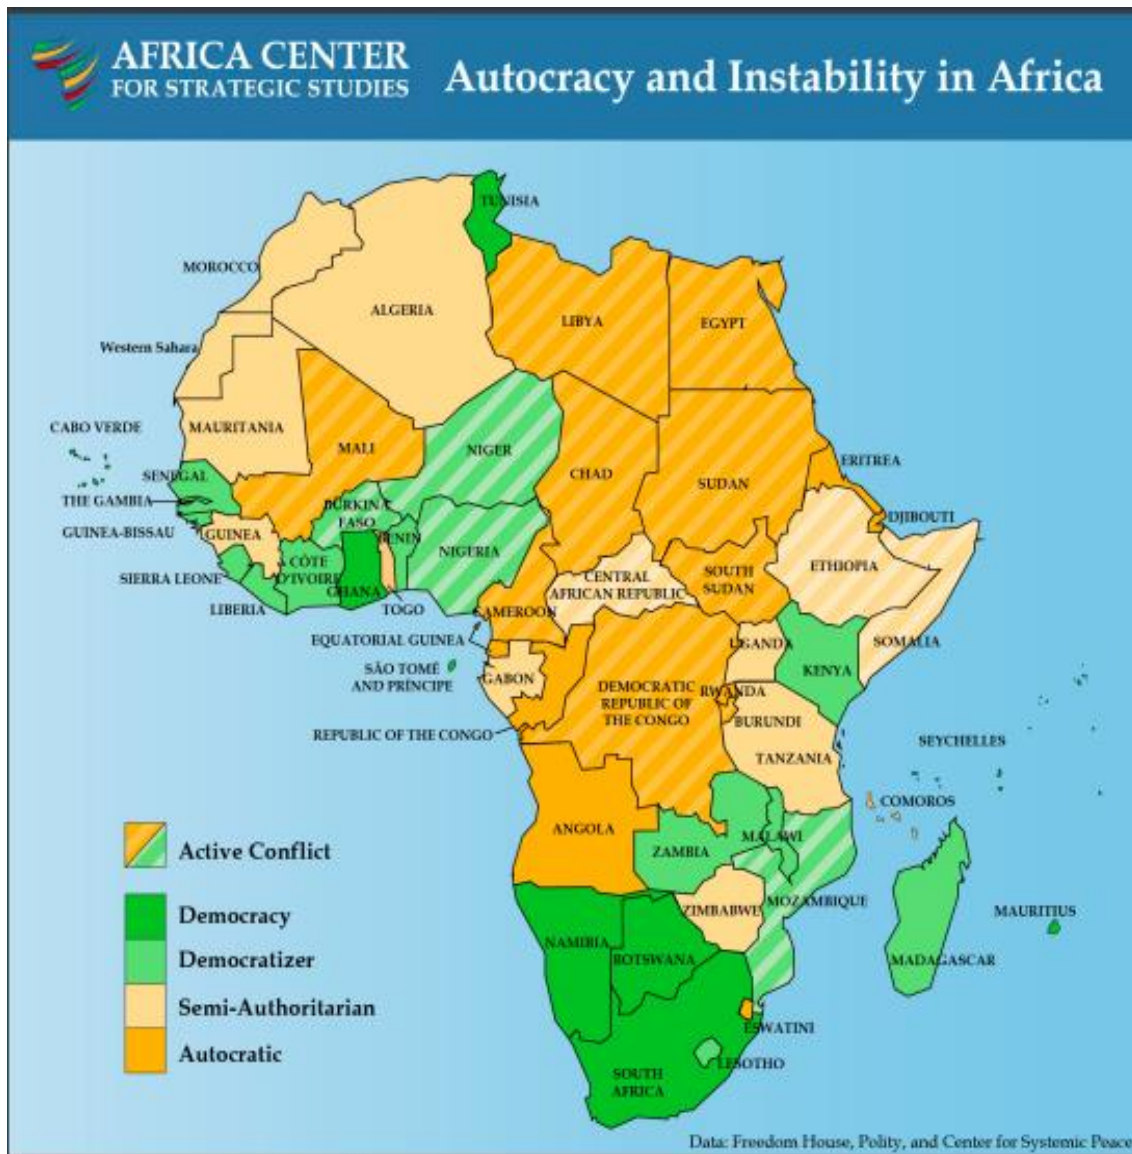 AFRICA CENTER
FOR STRATEGIC STUDIES
Autocracy and Instability in Africa
TUNISIA
MOROCCO
ALGERIA
LIBYA
EGYPT
Western Sahara
MAURITANIA
CABO VERDE
MALI
NIGER
CHAD
SUDAN
ERITREA
SENEGAL
THE GAMBIA
BURKINA
FASO
DJIBOUTI
GUINEA-BISSAU
GUINEA
BENIN
NIGERIA
CÔTE
D'IVOIRE
SIERRA LEONE
GHANA
LIBERIA
TOGO
CENTRAL
AFRICAN REPUBLIC
SOUTH
SUDAN
ETHIOPIA
CAMEROON
EQUATORIAL GUINEA
UGANDA
SOMALIA
KENYA
SÃO TOMÉ
AND PRÍNCIPE
GABON
DEMOCRATIC
REPUBLIC OF
THE CONGO
RWANDA
REPUBLIC OF THE CONGO
BURUNDI
TANZANIA
SEYCHELLES
COMOROS
ANGOLA
MALAWI
ZAMBIA
MOZAMBIQUE
ZIMBABWE
MAURITIUS
NAMIBIA
BOTSWANA
MADAGASCAR
ESWATINI
LESOTHO
SOUTH
AFRICA
Active Conflict
Democracy
Democratizer
Semi-Authoritarian
Autocratic
Data: Freedom House, Polity, and Center for Systemic Peace